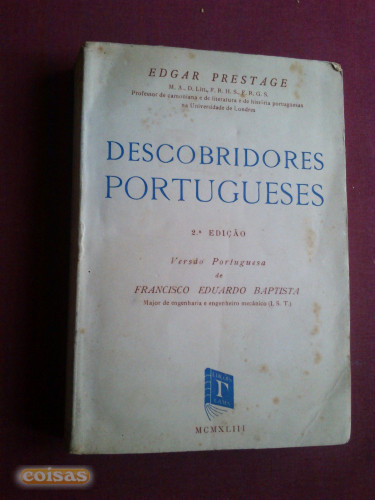 EDGAR PRESTAGE
M. A., D. Litt., F. R. H. S., F. R. G. S.
Professor de camoniana e de literatura e de história portuguesas
na Universidade de Londres
DESCOBRIDORES
PORTUGUESES
2.ª EDIÇÃO
Versão Portuguesa
de
FRANCISCO EDUARDO BAPTISTA
Major de engenharia e engenheiro mecânico (I. S. T.)
Γ
MCMXLIII
coisas